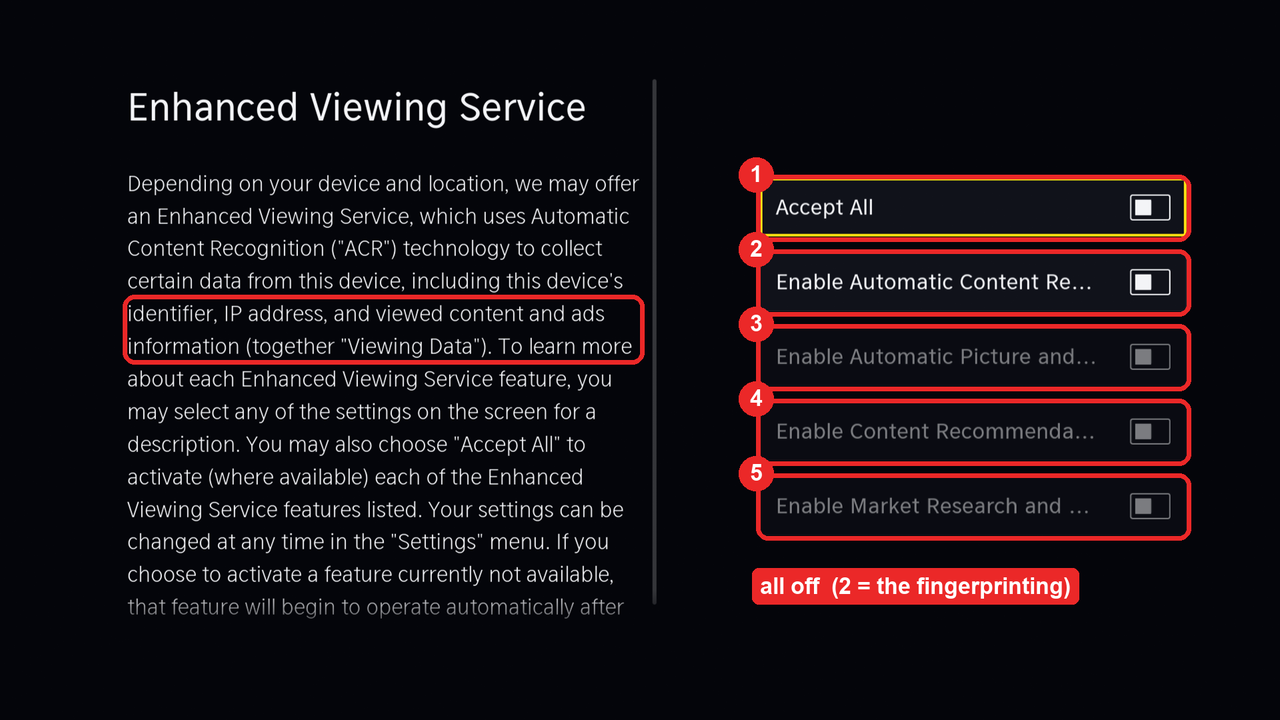 Enhanced Viewing Service
Depending on your device and location, we may offer
an Enhanced Viewing Service, which uses Automatic
Content Recognition ("ACR") technology to collect
certain data from this device, including this device's
identifier, IP address, and viewed content and ads
information (together "Viewing Data"). To learn more
about each Enhanced Viewing Service feature, you
may select any of the settings on the screen for a
description. You may also choose "Accept All" to
activate (where available) each of the Enhanced
Viewing Service features listed. Your settings can be
changed at any time in the "Settings" menu. If you
choose to activate a feature currently not available,
that feature will begin to operate automatically after
1
Accept All
2
Enable Automatic Content Re...
3
Enable Automatic Picture and...
4
Enable Content Recommenda...
5
Enable Market Research and ...
all off (2 = the fingerprinting)